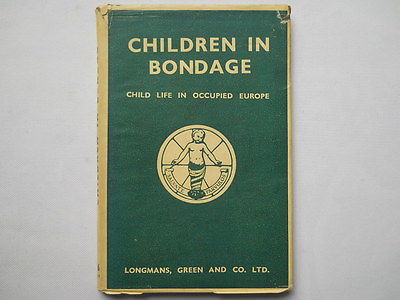 CHILDREN IN
BONDAGE
CHILD LIFE IN OCCUPIED EUROPE
LONGMANS, GREEN AND CO. LTD.